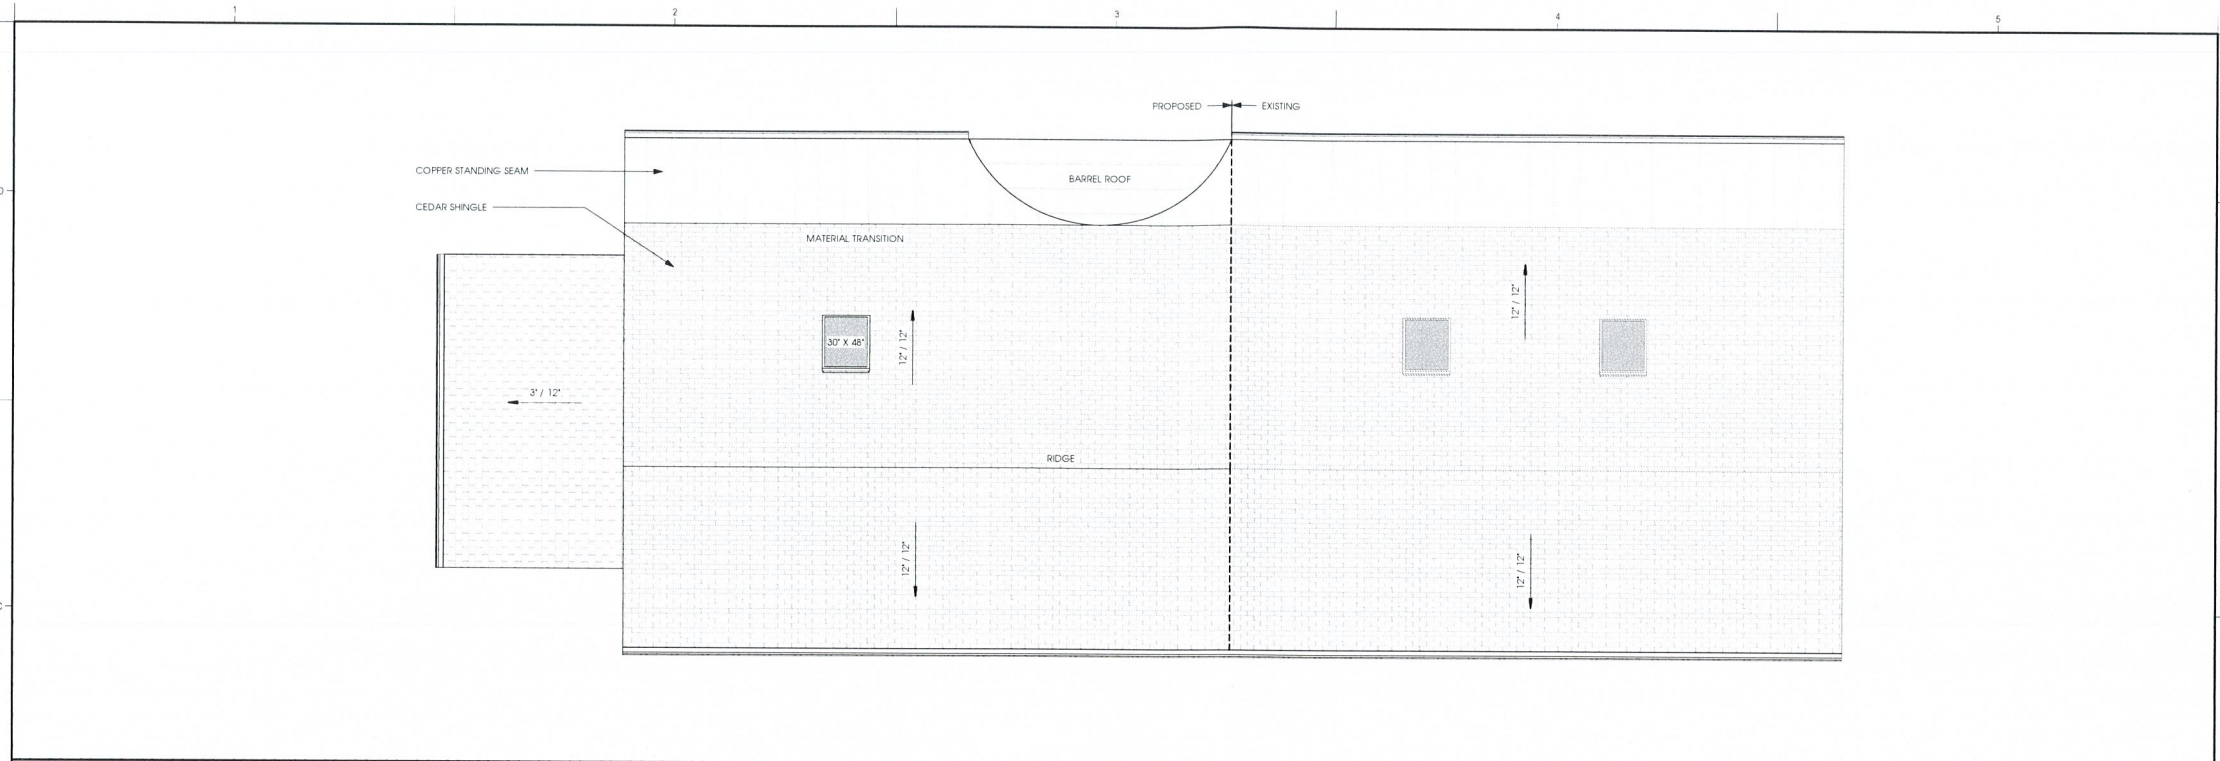 1
2
3
4
5
PROPOSED
EXISTING
COPPER STANDING SEAM
BARREL ROOF
D
CEDAR SHINGLE
MATERIAL TRANSITION
12" / 12"
30" X 48"
12" / 12"
3" / 12"
RIDGE
12" / 12"
12" / 12"
C